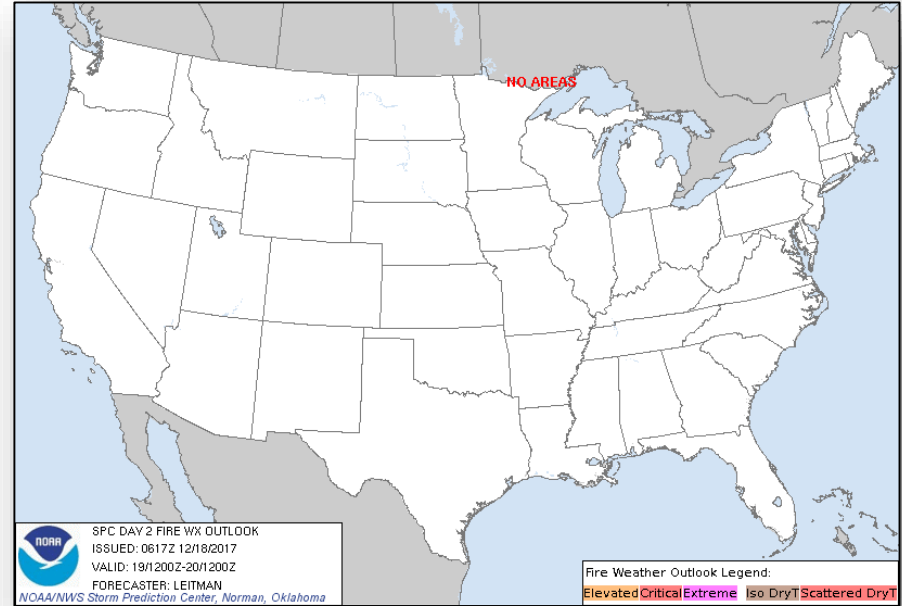 NO AREAS
NOAA
SPC DAY 2 FIRE WX OUTLOOK
ISSUED: 0617Z 12/18/2017
VALID: 19/1200Z-20/1200Z
FORECASTER: LEITMAN
NOAA/NWS Storm Prediction Center, Norman, Oklahoma
Fire Weather Outlook Legend:
Elevated Critical Extreme Iso DryT Scattered DryT